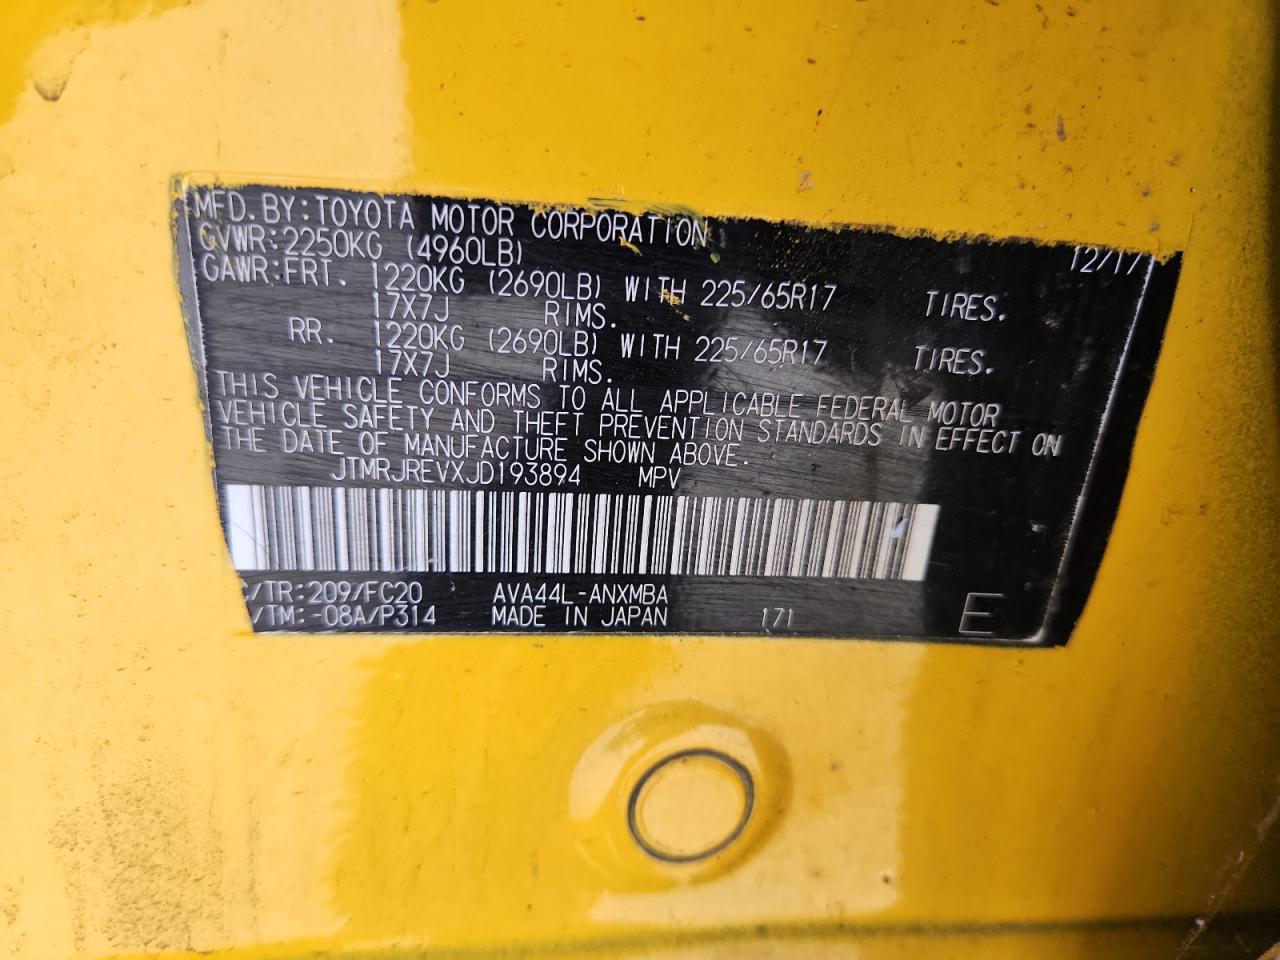 MFD. BY: TOYOTA MOTOR CORPORATION 12/17
GVWR: 2250KG (4960LB)
GAWR: FRT. 1220KG (2690LB) WITH 225/65R17 TIRES.
17X7J RIMS.
RR. 1220KG (2690LB) WITH 225/65R17 TIRES.
17X7J RIMS.
THIS VEHICLE CONFORMS TO ALL APPLICABLE FEDERAL MOTOR
VEHICLE SAFETY AND THEFT PREVENTION STANDARDS IN EFFECT ON
THE DATE OF MANUFACTURE SHOWN ABOVE.
JTMRJREVXJD193894 MPV
/TR: 209/FC20 AVA44L-ANXMBA
/TM: -08A/P314 MADE IN JAPAN 171 E